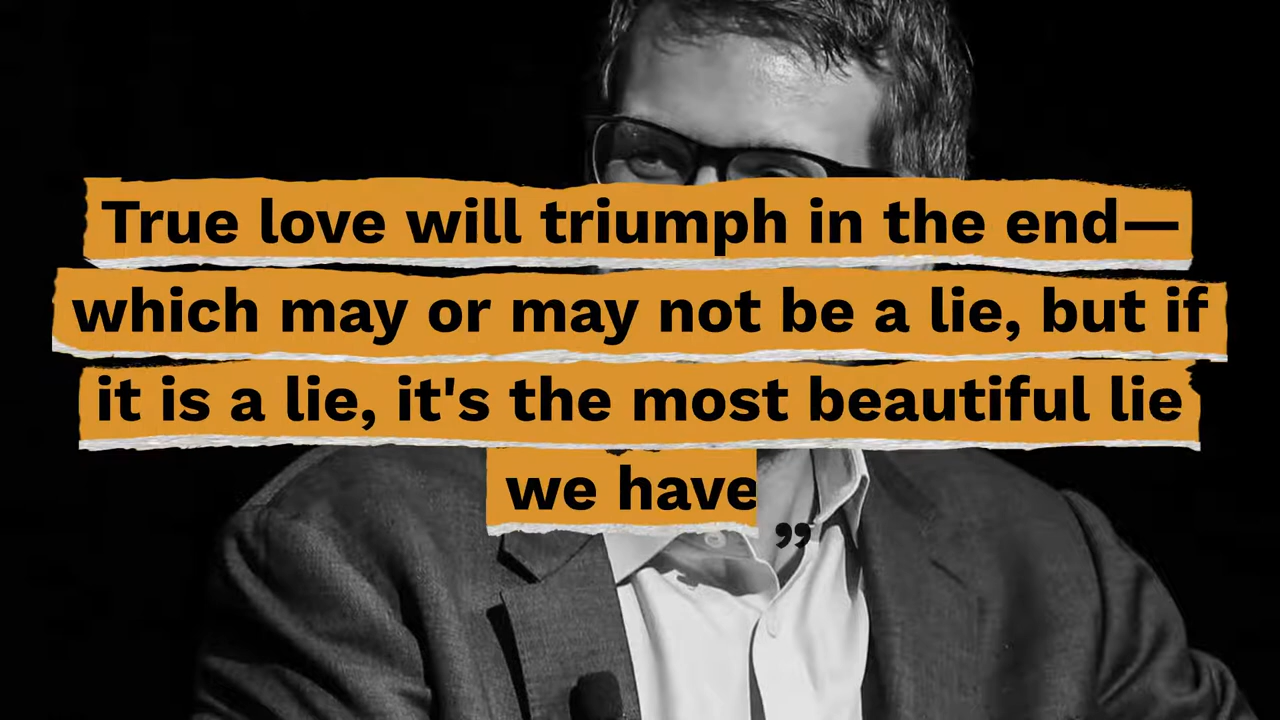 True love will triumph in the end—
which may or may not be a lie, but if
it is a lie, it's the most beautiful lie
we have
”